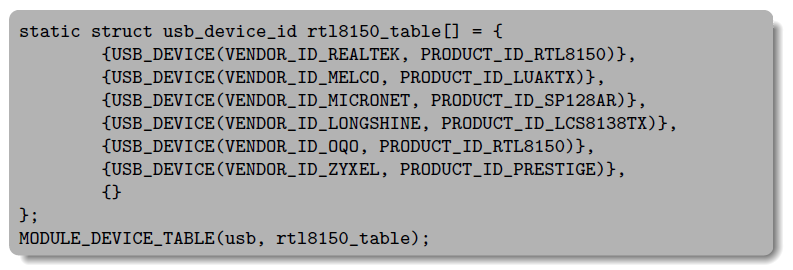 static struct usb_device_id rtl8150_table[] = {
        {USB_DEVICE(VENDOR_ID_REALTEK, PRODUCT_ID_RTL8150)},
        {USB_DEVICE(VENDOR_ID_MELCO, PRODUCT_ID_LUAKTX)},
        {USB_DEVICE(VENDOR_ID_MICRONET, PRODUCT_ID_SP128AR)},
        {USB_DEVICE(VENDOR_ID_LONGSHINE, PRODUCT_ID_LCS8138TX)},
        {USB_DEVICE(VENDOR_ID_OQO, PRODUCT_ID_RTL8150)},
        {USB_DEVICE(VENDOR_ID_ZYXEL, PRODUCT_ID_PRESTIGE)},
        {}
};
MODULE_DEVICE_TABLE(usb, rtl8150_table);